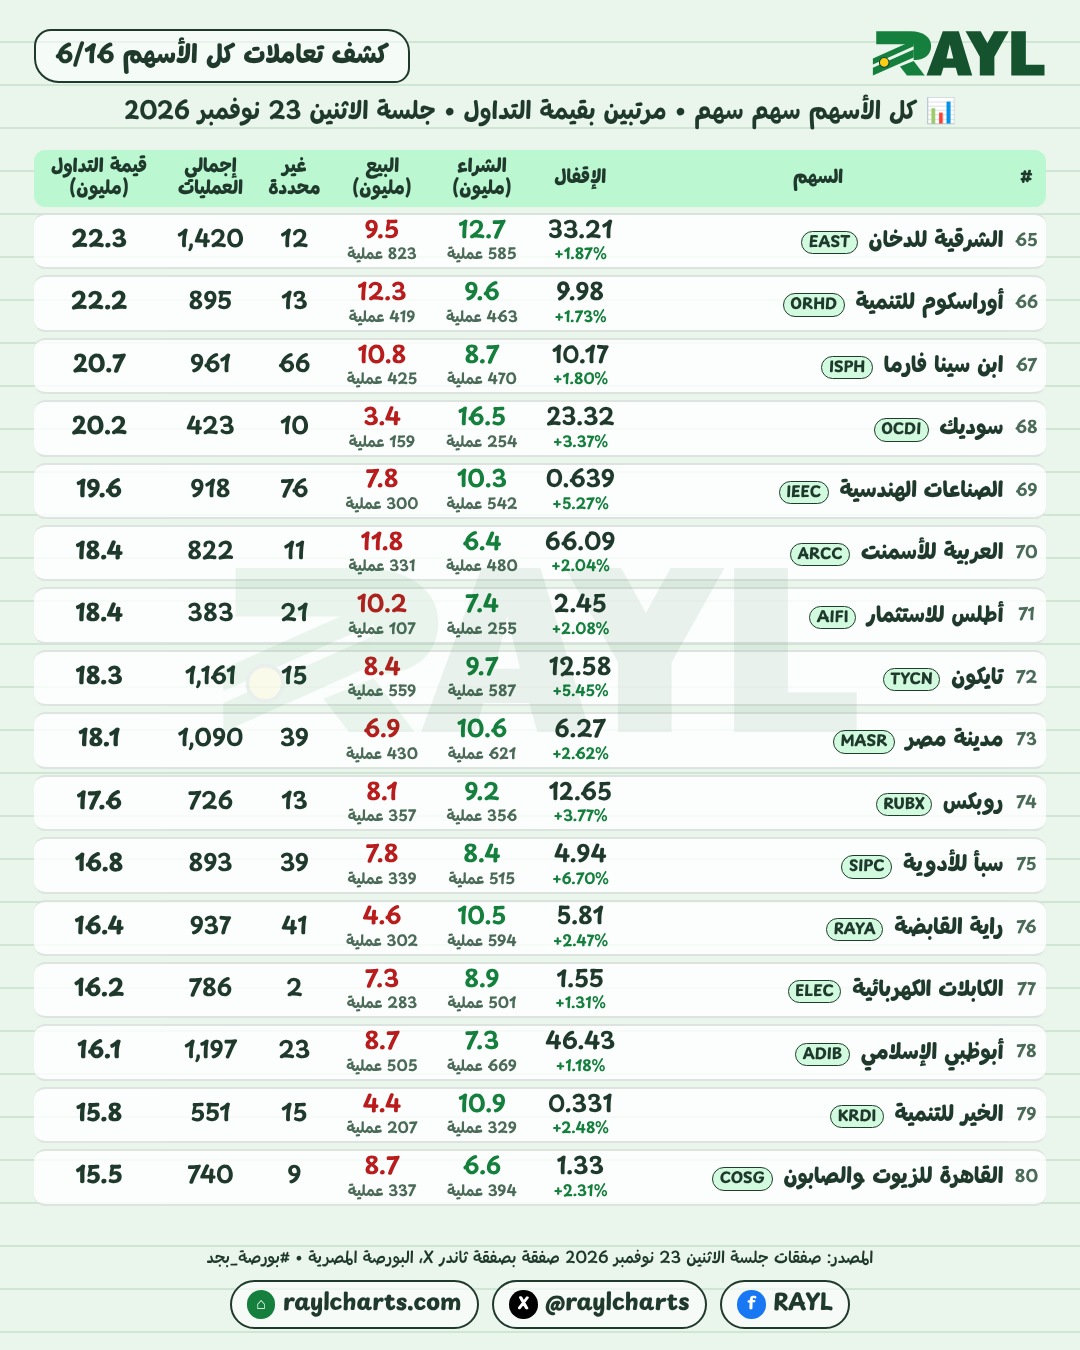 RAYL
كشف تعاملات كل الأسهم 6/16
📊 كل الأسهم سهم سهم • مرتبين بقيمة التداول • جلسة الاثنين 23 نوفمبر 2026
# السهم الإقفال الشراء (مليون) البيع (مليون) غير محددة إجمالي العمليات قيمة التداول (مليون)
65 الشرقية للدخان EAST 33.21 12.7 9.5 12 1,420 22.3
+1.87% 585 عملية 823 عملية
66 أوراسكوم للتنمية ORHD 9.98 9.6 12.3 13 895 22.2
+1.73% 463 عملية 419 عملية
67 ابن سينا فارما ISPH 10.17 8.7 10.8 66 961 20.7
+1.80% 470 عملية 425 عملية
68 سوديك OCDI 23.32 16.5 3.4 10 423 20.2
+3.37% 254 عملية 159 عملية
69 الصناعات الهندسية IEEC 0.639 10.3 7.8 76 918 19.6
+5.27% 542 عملية 300 عملية
70 العربية للأسمنت ARCC 66.09 6.4 11.8 11 822 18.4
+2.04% 480 عملية 331 عملية
71 أطلس للاستثمار AIFI 2.45 7.4 10.2 21 383 18.4
+2.08% 255 عملية 107 عملية
72 تايكون TYCN 12.58 9.7 8.4 15 1,161 18.3
+5.45% 587 عملية 559 عملية
73 مدينة مصر MASR 6.27 10.6 6.9 39 1,090 18.1
+2.62% 621 عملية 430 عملية
74 روبكس RUBX 12.65 9.2 8.1 13 726 17.6
+3.77% 356 عملية 357 عملية
75 سبأ للأدوية SIPC 4.94 8.4 7.8 39 893 16.8
+6.70% 515 عملية 339 عملية
76 راية القابضة RAYA 5.81 10.5 4.6 41 937 16.4
+2.47% 594 عملية 302 عملية
77 الكابلات الكهربائية ELEC 1.55 8.9 7.3 2 786 16.2
+1.31% 501 عملية 283 عملية
78 أبوظبي الإسلامي ADIB 46.43 7.3 8.7 23 1,197 16.1
+1.18% 669 عملية 505 عملية
79 الخير للتنمية KRDI 0.331 10.9 4.4 15 551 15.8
+2.48% 329 عملية 207 عملية
80 القاهرة للزيوت والصابون COSG 1.33 6.6 8.7 9 740 15.5
+2.31% 394 عملية 337 عملية
RAYL
المصدر: صفقات جلسة الاثنين 23 نوفمبر 2026 صفقة بصفقة ثاندر X، البورصة المصرية • #بورصة_بجد
raylcharts.com
@raylcharts
RAYL